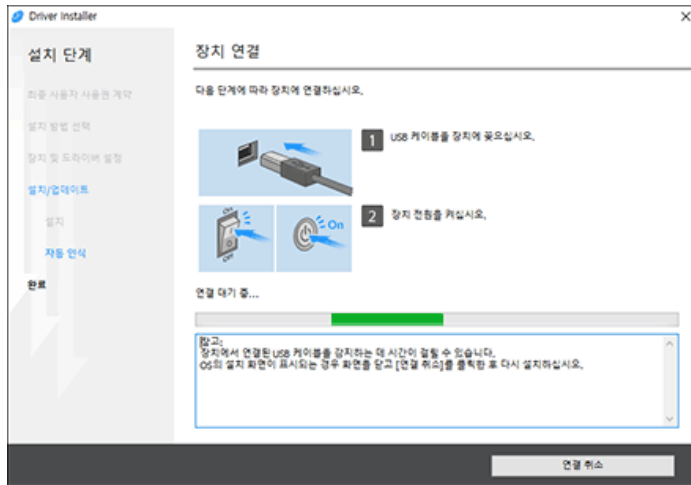 Driver Installer
설치 단계
최종 사용자 사용권 계약
설치 방법 선택
장치 및 드라이버 설정
설치/업데이트
설치
자동 인식
완료
장치 연결
다음 단계에 따라 장치에 연결하십시오.
1 USB 케이블을 장치에 꽂으십시오.
On
Off
On
2 장치 전원을 켜십시오.
연결 대기 중...
참고:
장치에서 연결된 USB 케이블을 감지하는 데 시간이 걸릴 수 있습니다.
OS의 설치 화면이 표시되는 경우 화면을 닫고 [연결 취소]를 클릭한 후 다시 설치하십시오.
연결 취소